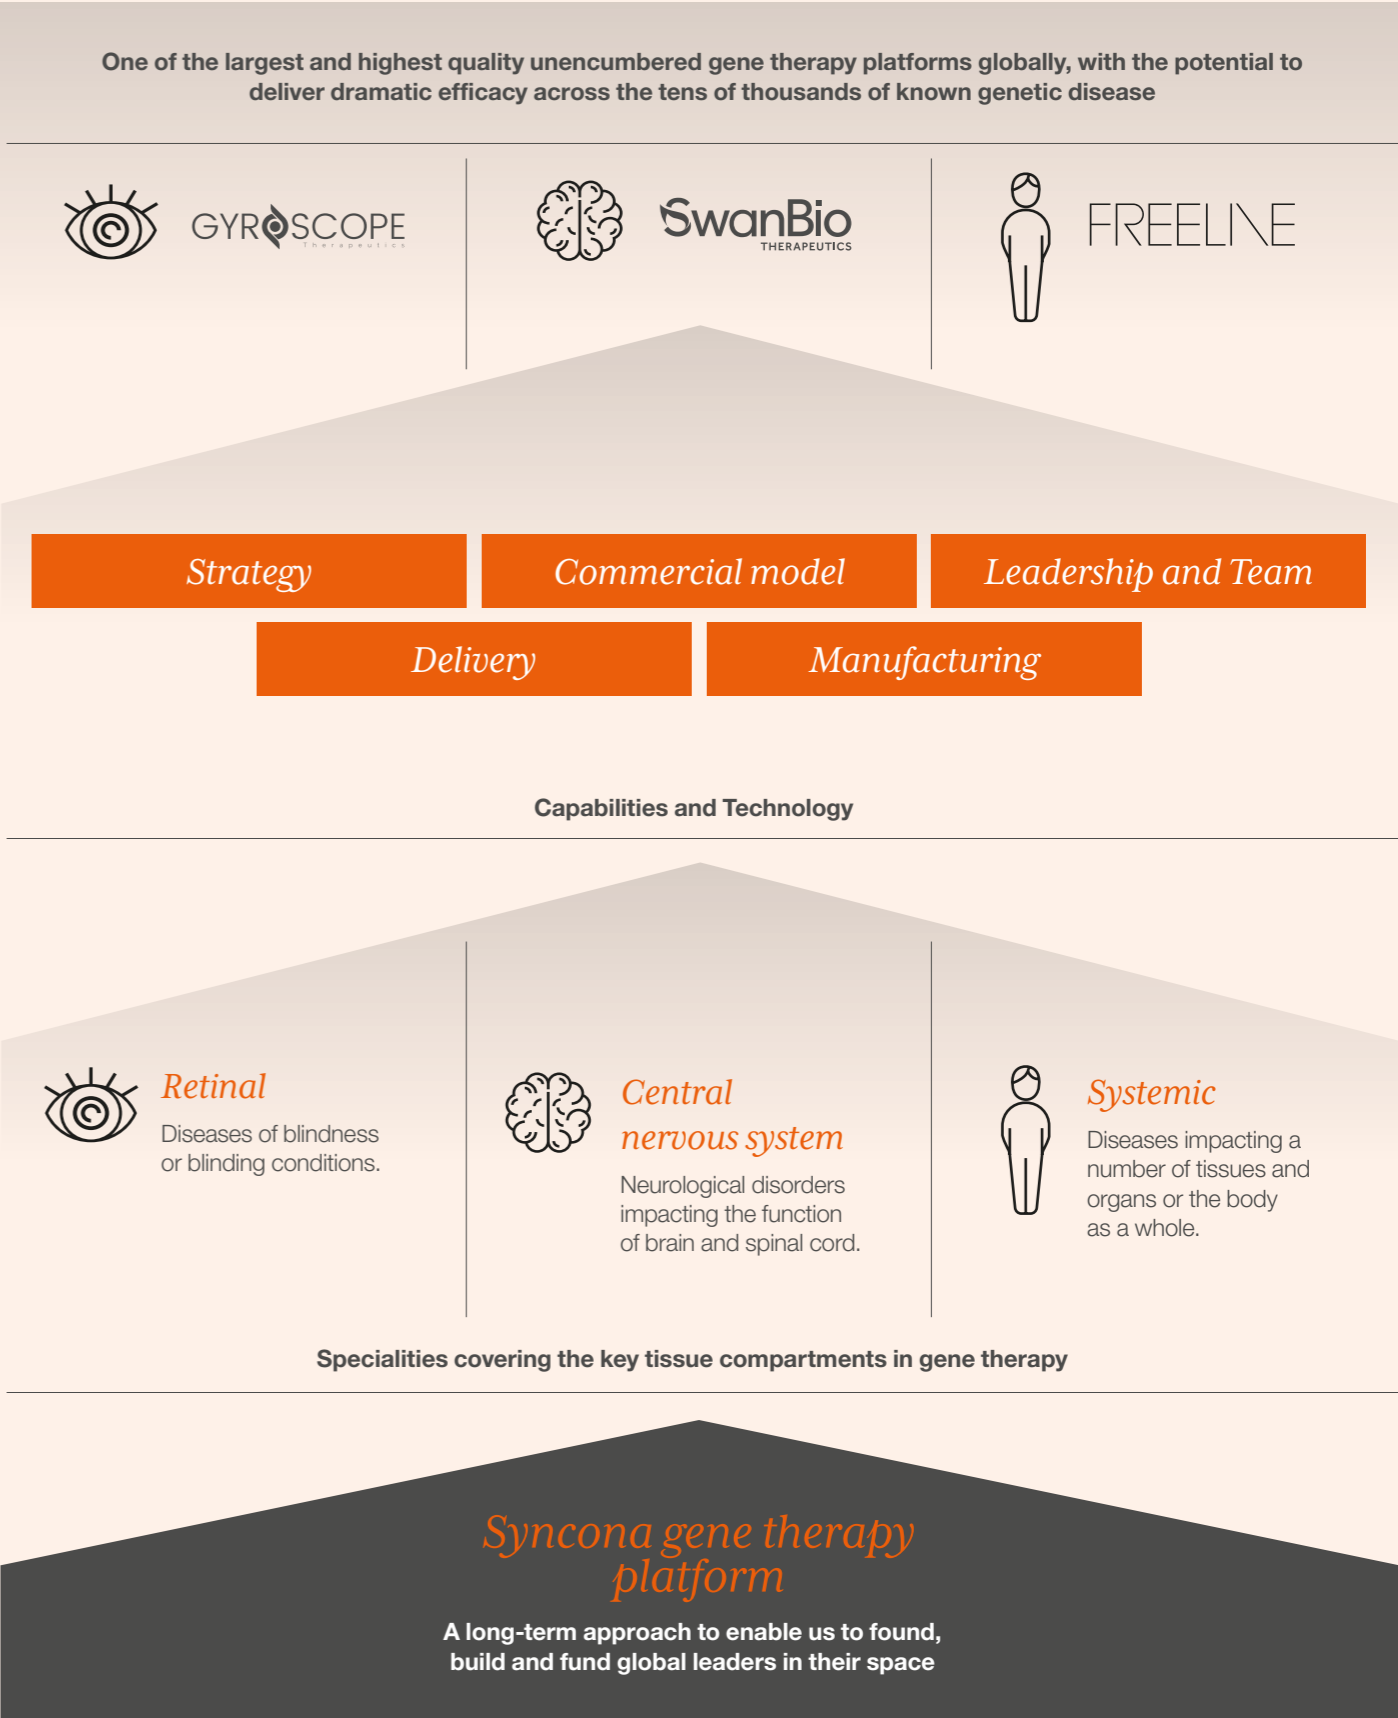 One of the largest and highest quality unencumbered gene therapy platforms globally, with the potential to
deliver dramatic efficacy across the tens of thousands of known genetic disease
GYROSCOPE
Therapeutics
SwanBio
THERAPEUTICS
FREELINE
Strategy
Commercial model
Leadership and Team
Delivery
Manufacturing
Capabilities and Technology
Retinal
Diseases of blindness
or blinding conditions.
Central
nervous system
Neurological disorders
impacting the function
of brain and spinal cord.
Systemic
Diseases impacting a
number of tissues and
organs or the body
as a whole.
Specialities covering the key tissue compartments in gene therapy
Syncona gene therapy
platform
A long-term approach to enable us to found,
build and fund global leaders in their space